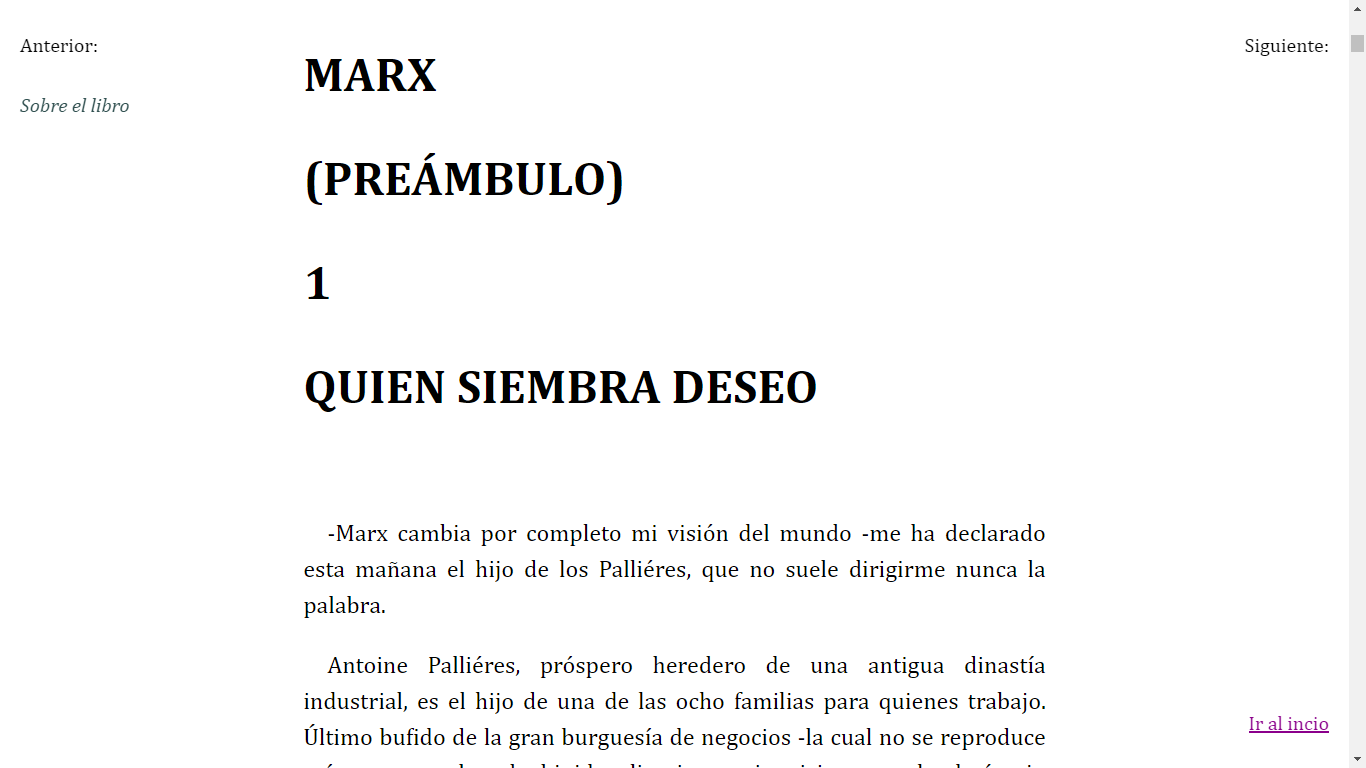 Anterior:
Sobre el libro
Siguiente:
MARX
(PREÁMBULO)
1
QUIEN SIEMBRA DESEO
-Marx cambia por completo mi visión del mundo -me ha declarado
esta mañana el hijo de los Palliéres, que no suele dirigirme nunca la
palabra.
Antoine Palliéres, próspero heredero de una antigua dinastía
industrial, es el hijo de una de las ocho familias para quienes trabajo.
Último bufido de la gran burguesía de negocios -la cual no se reproduce
Ir al incio